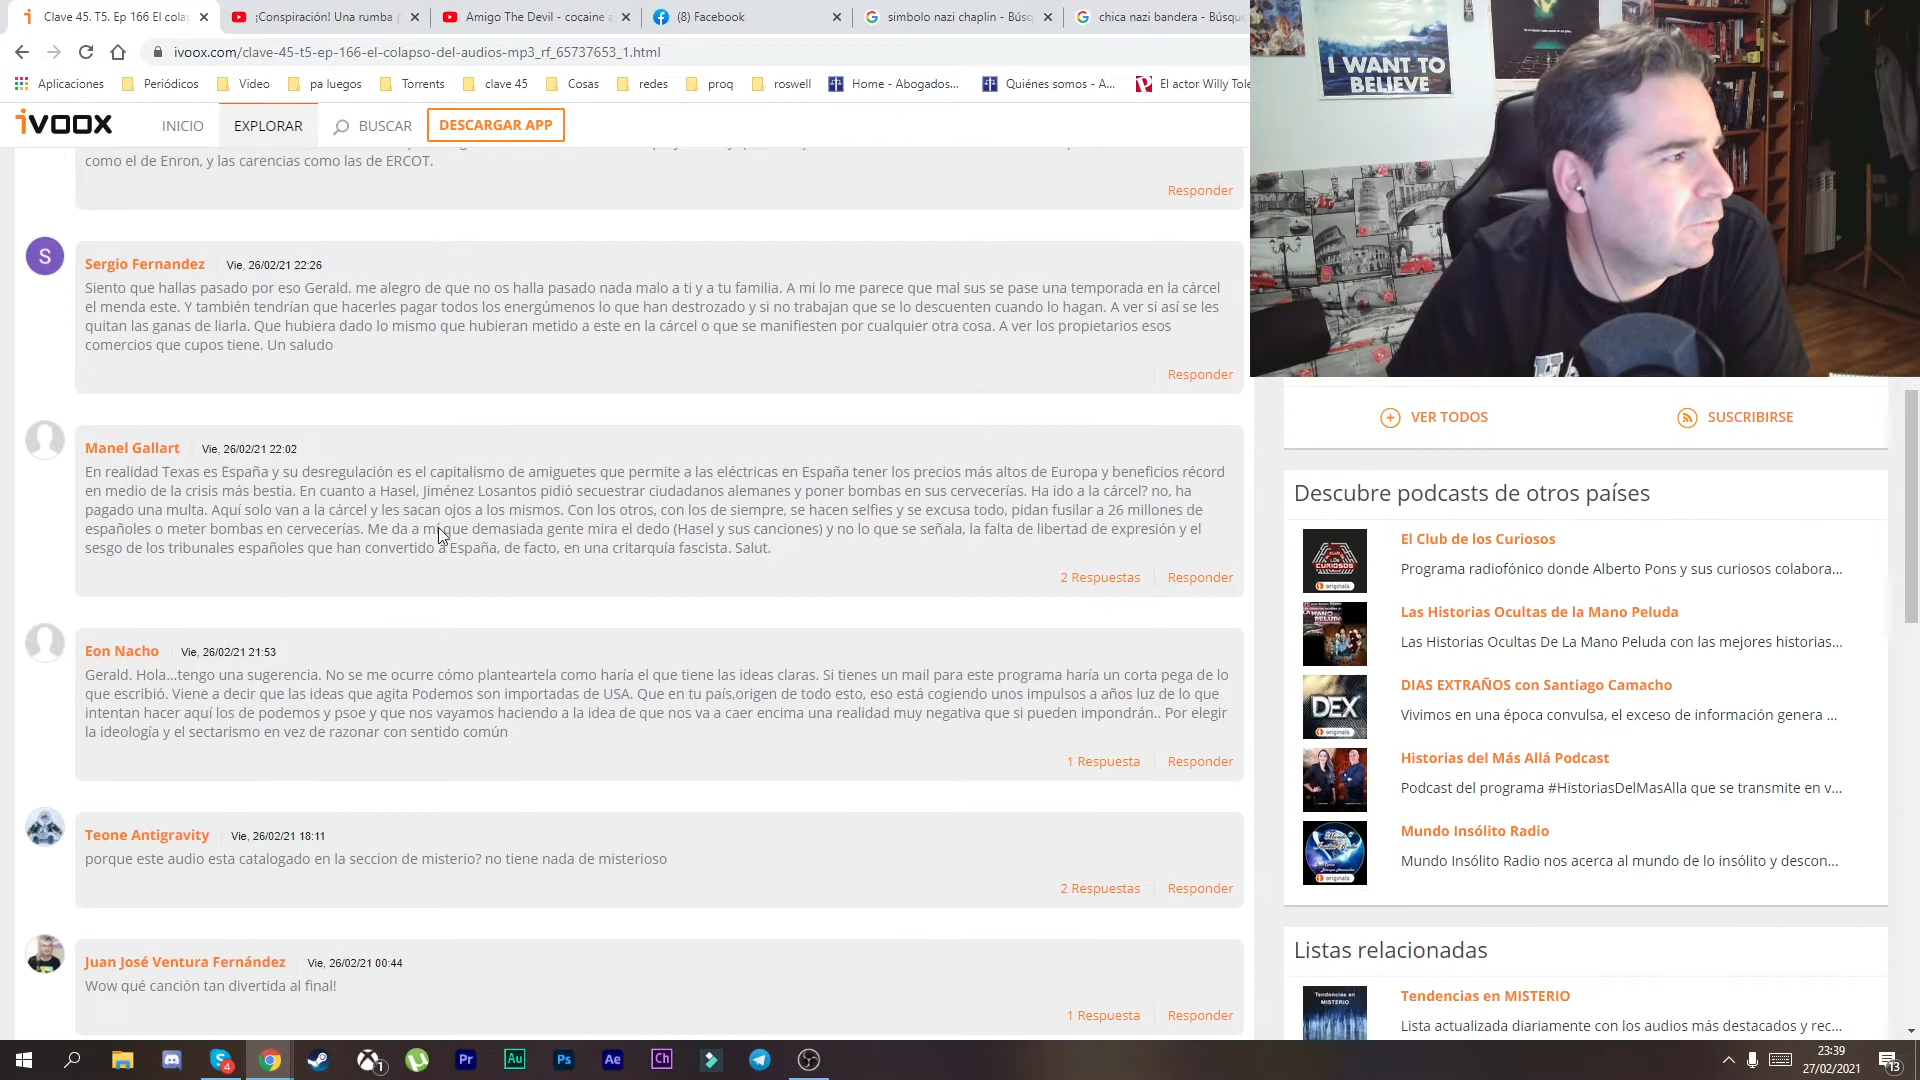 Clave 45. T5. Ep 166 El cola
¡Conspiración! Una rumba
Amigo The Devil - cocaine a
(8) Facebook
simbolo nazi chaplin - Búsq
chica nazi bandera - Búsque
ivoox.com/clave-45-t5-ep-166-el-colapso-del-audios-mp3_rf_65737653_1.html
Aplicaciones
Periódicos
Video
pa luegos
Torrents
clave 45
Cosas
redes
proq
roswell
Home - Abogados...
Quiénes somos - A...
El actor Willy Tole
I WANT TO
BELIEVE
ivoox
INICIO
EXPLORAR
BUSCAR
DESCARGAR APP
como el de Enron, y las carencias como las de ERCOT.
Responder
S
Sergio Fernandez
Vie, 26/02/21 22:26
Siento que hallas pasado por eso Gerald. me alegro de que no os halla pasado nada malo a ti y a tu familia. A mi lo me parece que mal sus se pase una temporada en la cárcel
el menda este. Y también tendrían que hacerles pagar todos los energúmenos lo que han destrozado y si no trabajan que se lo descuenten cuando lo hagan. A ver si así se les
quitan las ganas de liarla. Que hubiera dado lo mismo que hubieran metido a este en la cárcel o que se manifiesten por cualquier otra cosa. A ver los propietarios esos
comercios que cupos tiene. Un saludo
Responder
Manel Gallart
Vie, 26/02/21 22:02
En realidad Texas es España y su desregulación es el capitalismo de amiguetes que permite a las eléctricas en España tener los precios más altos de Europa y beneficios récord
en medio de la crisis más bestia. En cuanto a Hasel, Jiménez Losantos pidió secuestrar ciudadanos alemanes y poner bombas en sus cervecerías. Ha ido a la cárcel? no, ha
pagado una multa. Aquí solo van a la cárcel y les sacan ojos a los mismos. Con los otros, con los de siempre, se hacen selfies y se excusa todo, pidan fusilar a 26 millones de
españoles o meter bombas en cervecerías. Me da a mi que demasiada gente mira el dedo (Hasel y sus canciones) y no lo que se señala, la falta de libertad de expresión y el
sesgo de los tribunales españoles que han convertido a España, de facto, en una critarquía fascista. Salut.
2 Respuestas
Responder
Eon Nacho
Vie, 26/02/21 21:53
Gerald. Hola...tengo una sugerencia. No se me ocurre cómo planteartela como haría el que tiene las ideas claras. Si tienes un mail para este programa haría un corta pega de lo
que escribió. Viene a decir que las ideas que agita Podemos son importadas de USA. Que en tu país,origen de todo esto, eso está cogiendo unos impulsos a años luz de lo que
intentan hacer aquí los de podemos y psoe y que nos vayamos haciendo a la idea de que nos va a caer encima una realidad muy negativa que si pueden impondrán.. Por elegir
la ideología y el sectarismo en vez de razonar con sentido común
1 Respuesta
Responder
Teone Antigravity
Vie, 26/02/21 18:11
porque este audio esta catalogado en la seccion de misterio? no tiene nada de misterioso
2 Respuestas
Responder
Juan José Ventura Fernández
Vie, 26/02/21 00:44
Wow qué canción tan divertida al final!
1 Respuesta
Responder
VER TODOS
SUSCRIBIRSE
Descubre podcasts de otros países
El Club de los Curiosos
Programa radiofónico donde Alberto Pons y sus curiosos colabora...
Las Historias Ocultas de la Mano Peluda
Las Historias Ocultas De La Mano Peluda con las mejores historias...
DIAS EXTRAÑOS con Santiago Camacho
Vivimos en una época convulsa, el exceso de información genera ...
DEX
Historias del Más Allá Podcast
Podcast del programa #HistoriasDelMasAlla que se transmite en v...
Mundo Insólito Radio
Mundo Insólito Radio nos acerca al mundo de lo insólito y descon...
Listas relacionadas
Tendencias en
MISTERIO
Tendencias en MISTERIO
Lista actualizada diariamente con los audios más destacados y rec...
4
1
Pr
Au
Ps
Ae
Ch
23:39
27/02/2021
13